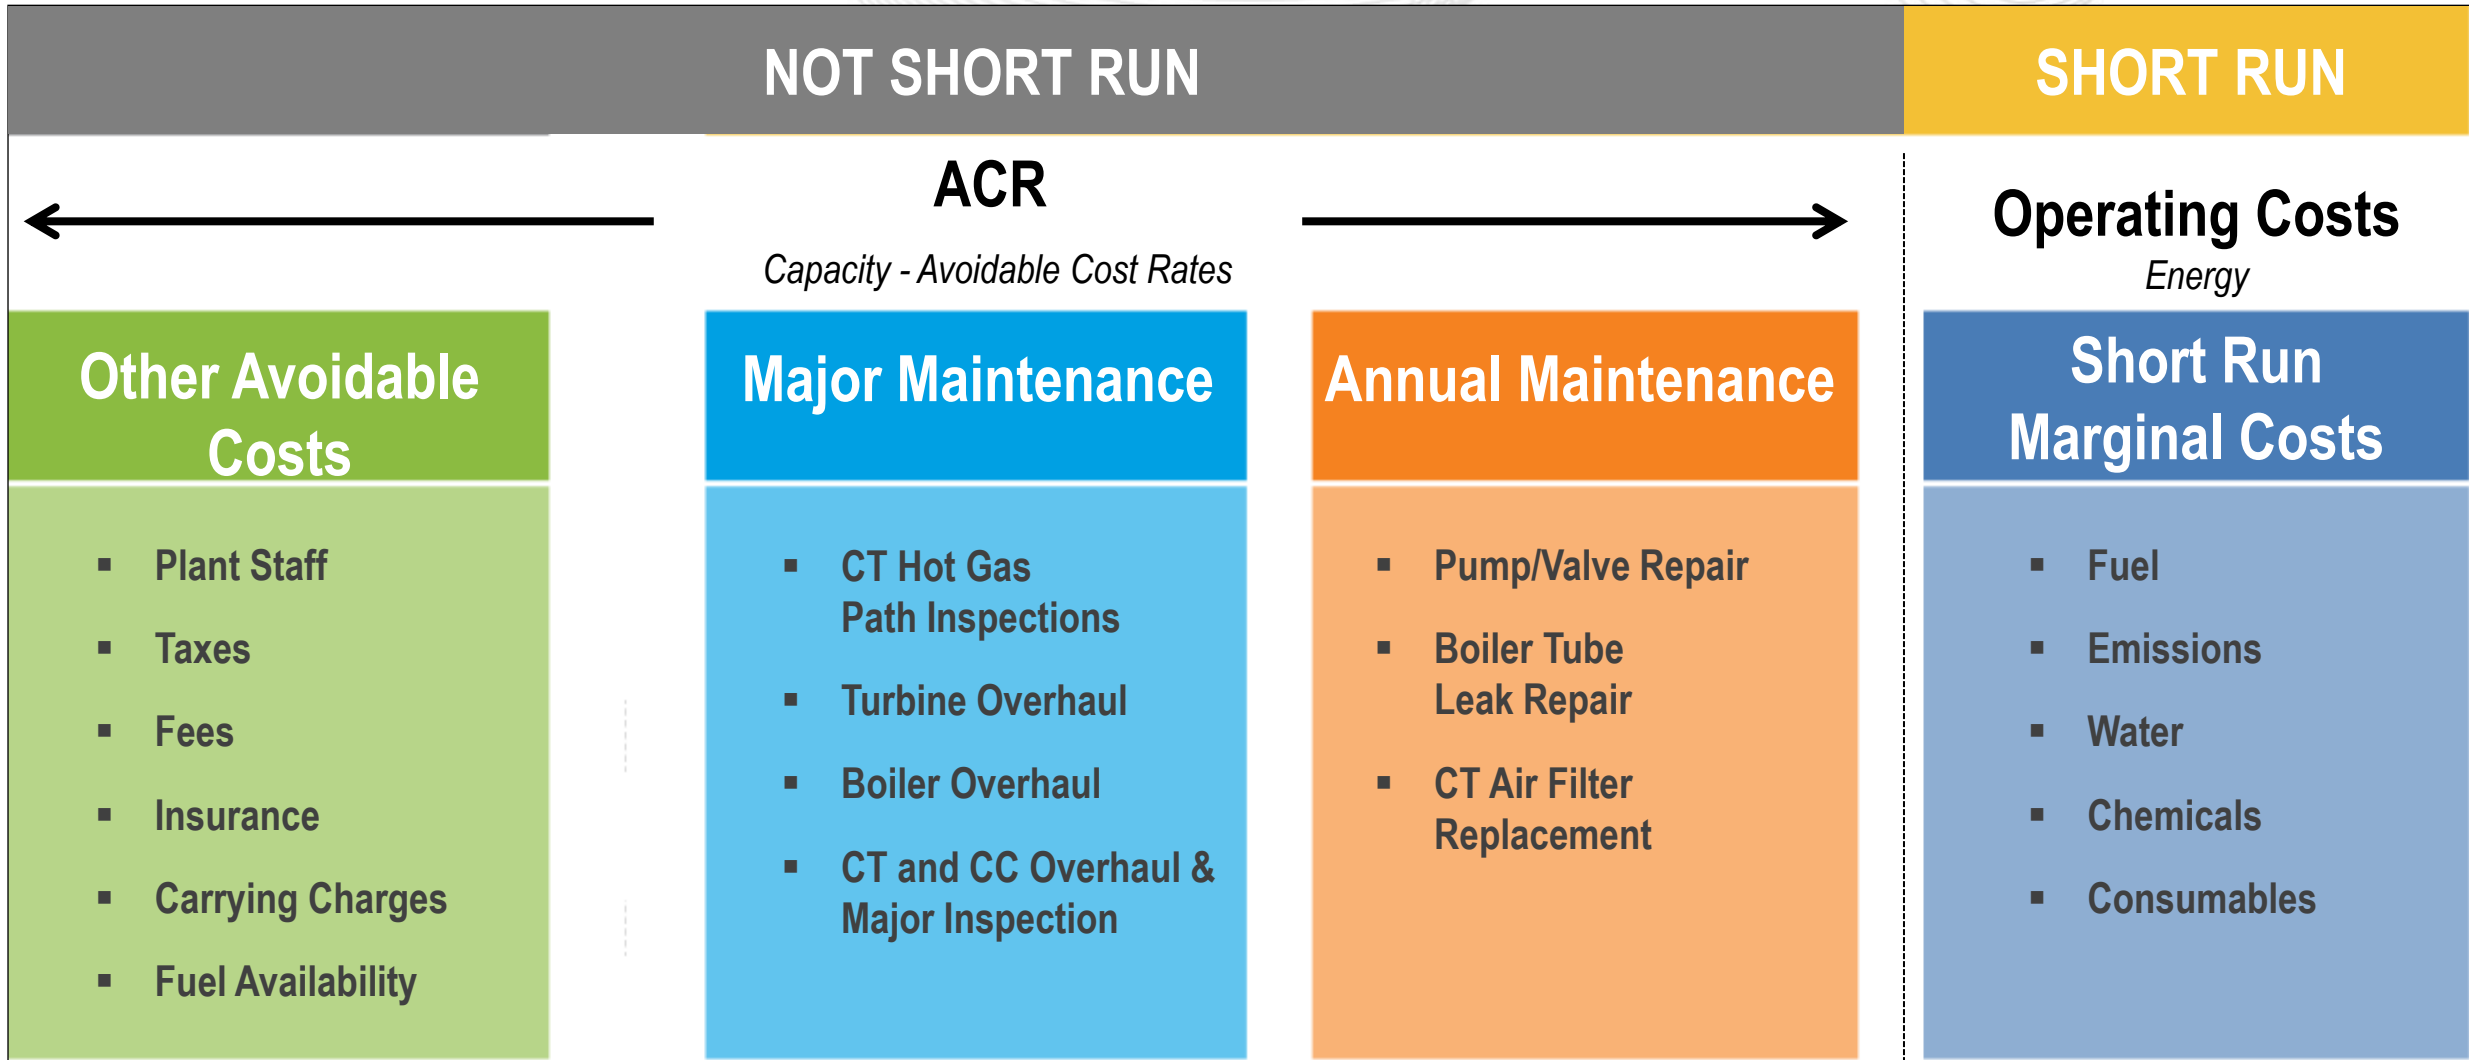 NOT SHORT RUN
SHORT RUN
ACR
Capacity - Avoidable Cost Rates
Operating Costs
Energy
Other Avoidable
Costs
▪ Plant Staff
▪ Taxes
▪ Fees
▪ Insurance
▪ Carrying Charges
▪ Fuel Availability
Major Maintenance
▪ CT Hot Gas
Path Inspections
▪ Turbine Overhaul
▪ Boiler Overhaul
▪ CT and CC Overhaul &
Major Inspection
Annual Maintenance
▪ Pump/Valve Repair
▪ Boiler Tube
Leak Repair
▪ CT Air Filter
Replacement
Short Run
Marginal Costs
▪ Fuel
▪ Emissions
▪ Water
▪ Chemicals
▪ Consumables